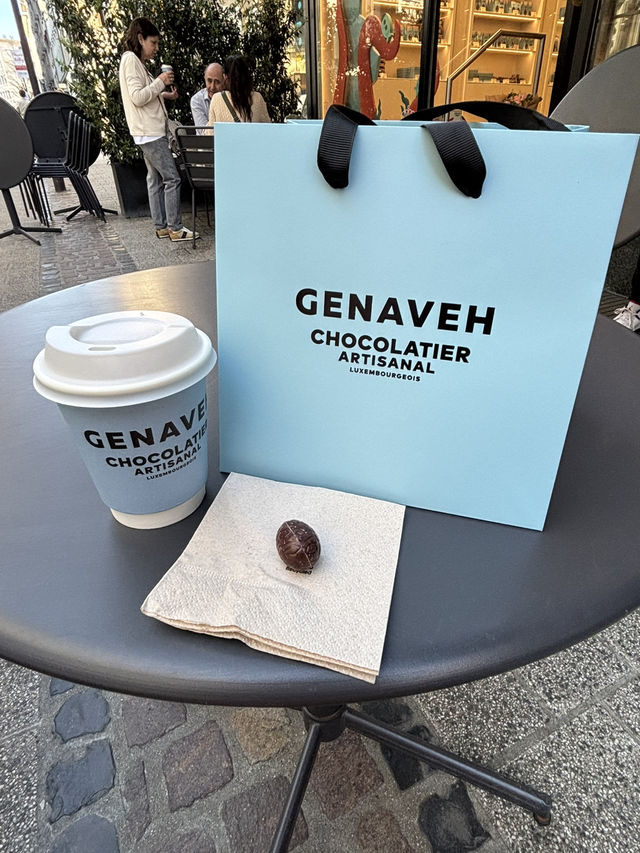 GENAVEH
CHOCOLATIER
ARTISANAL
LUXEMBOURGEOIS
GENAVEH
CHOCOLATIER
ARTISANAL
LUXEMBOURGEOIS